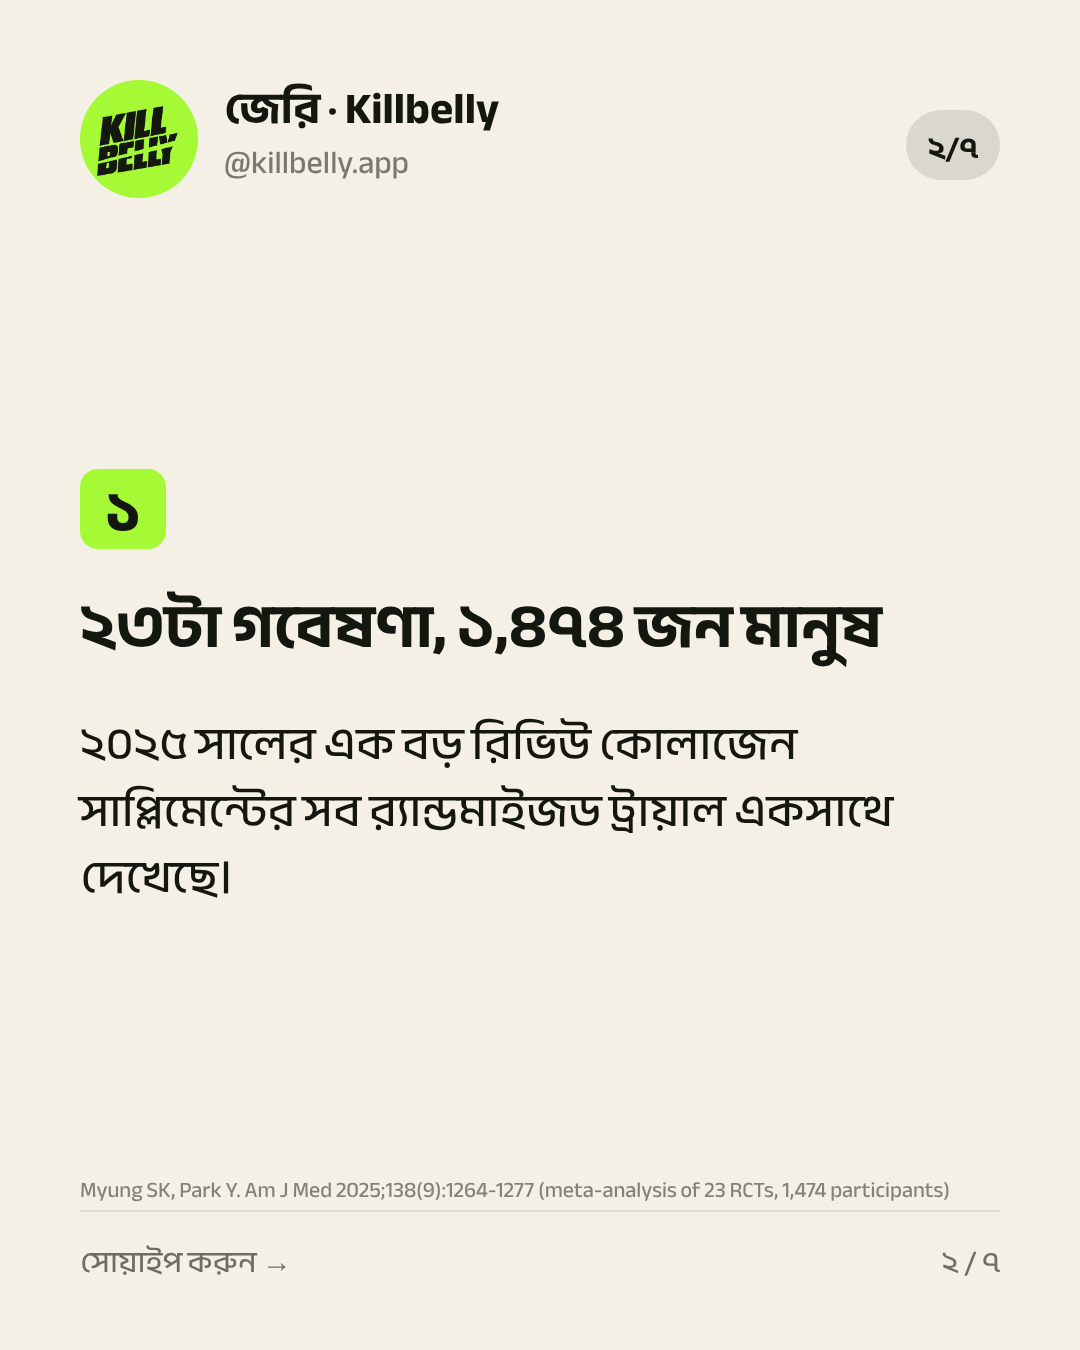 KILL
BELLY
জেরি · Killbelly
@killbelly.app
২/৭
১
২৩টা গবেষণা, ১,৪৭৪ জন মানুষ
২০২৫ সালের এক বড় রিভিউ কোলাজেন
সাপ্লিমেন্টের সব র‍্যান্ডমাইজড ট্রায়াল একসাথে
দেখেছে।
Myung SK, Park Y. Am J Med 2025;138(9):1264-1277 (meta-analysis of 23 RCTs, 1,474 participants)
সোয়াইপ করুন →
২ / ৭